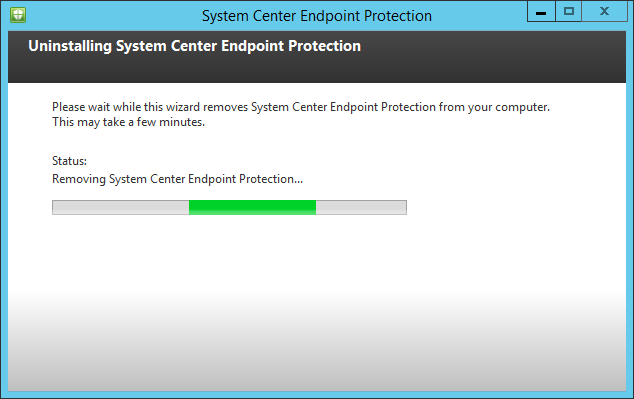 System Center Endpoint Protection
Uninstalling System Center Endpoint Protection
Please wait while this wizard removes System Center Endpoint Protection from your computer.
This may take a few minutes.
Status:
Removing System Center Endpoint Protection...